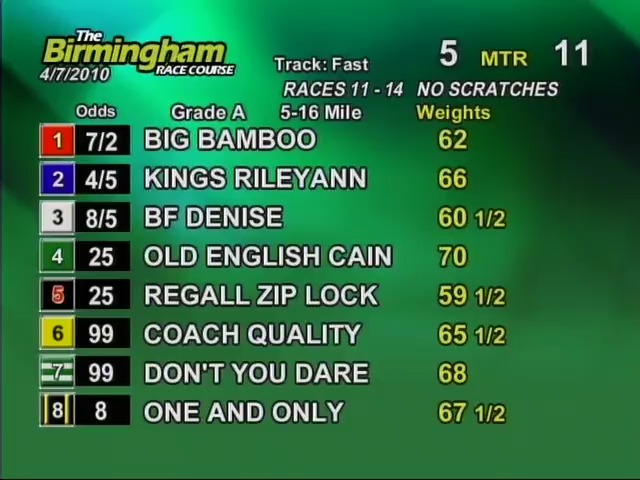 The
Birmingham
RACE COURSE
4/7/2010
Track: Fast
5 MTR 11
RACES 11 - 14 NO SCRATCHES
Odds Grade A 5-16 Mile Weights
1 7/2 BIG BAMBOO 62
2 4/5 KINGS RILEYANN 66
3 8/5 BF DENISE 60 1/2
4 25 OLD ENGLISH CAIN 70
5 25 REGALL ZIP LOCK 59 1/2
6 99 COACH QUALITY 65 1/2
7 99 DON'T YOU DARE 68
8 8 ONE AND ONLY 67 1/2